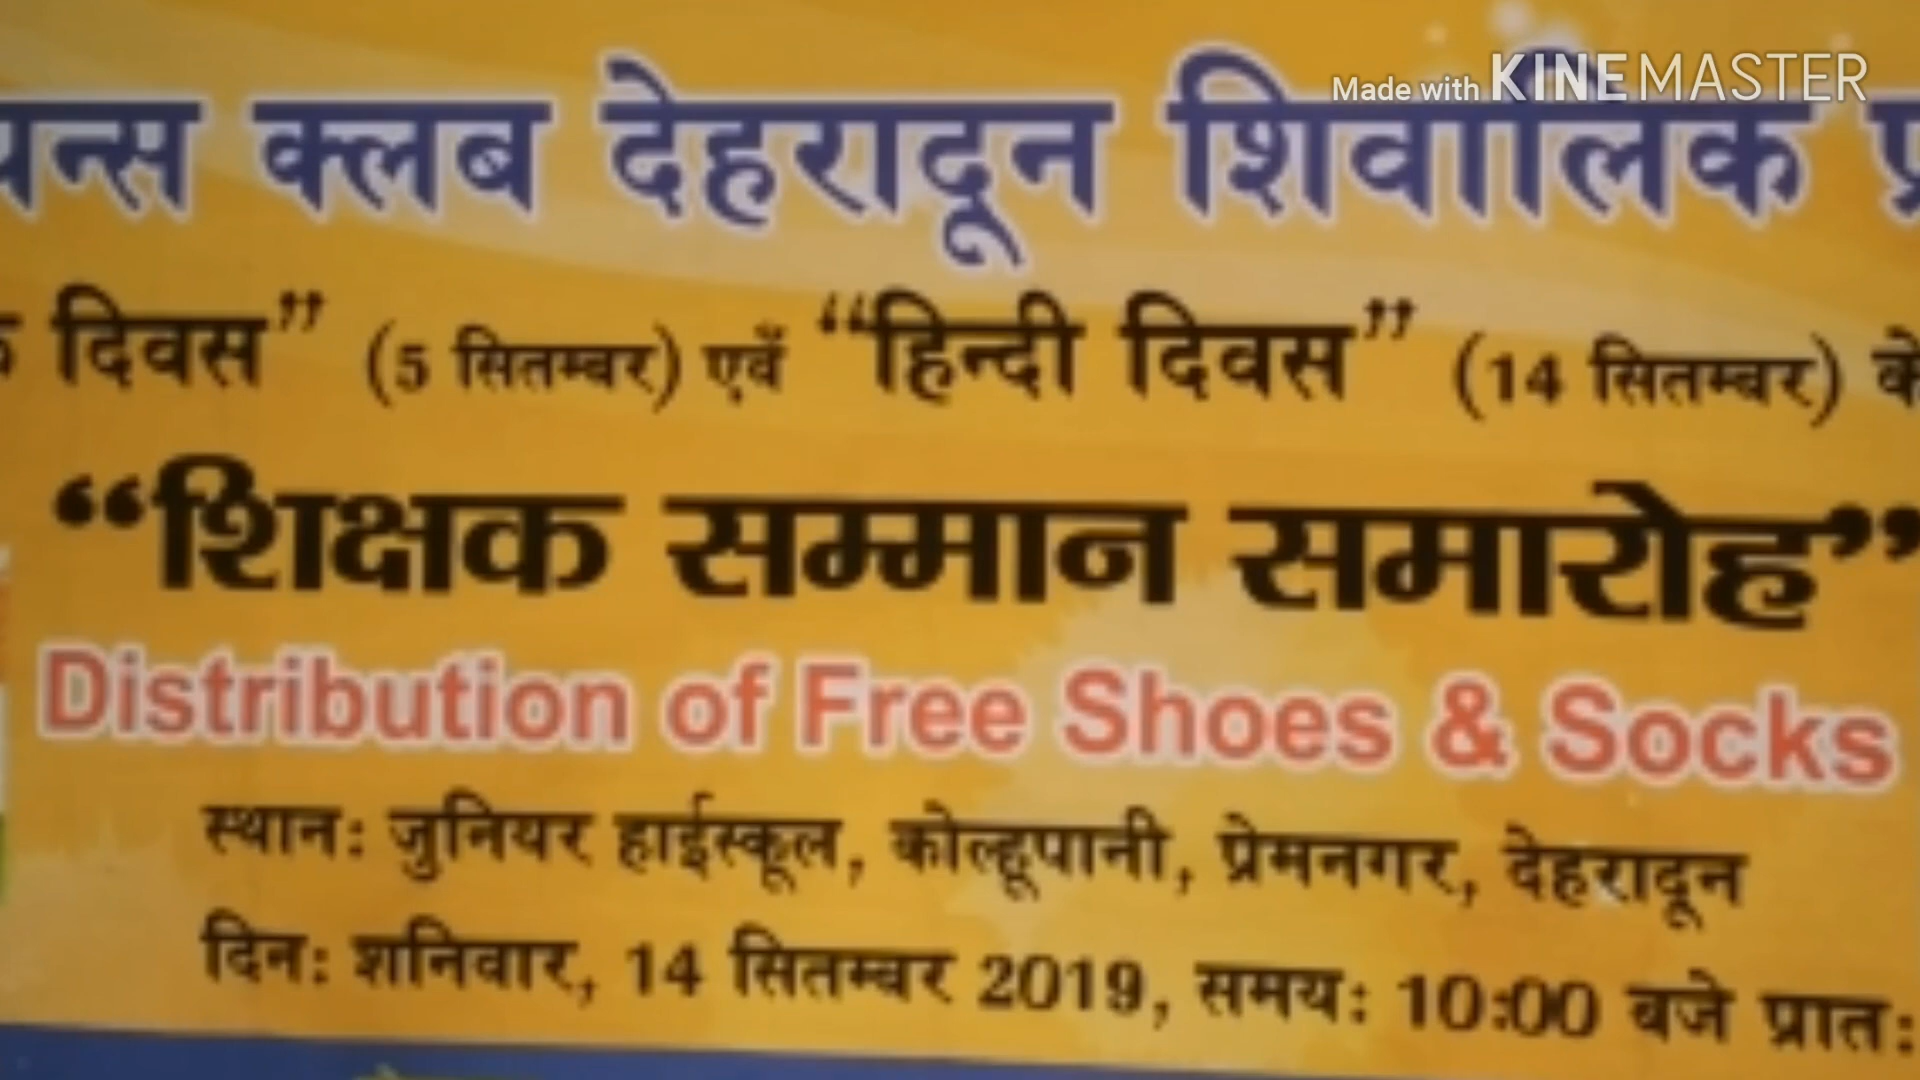 Made with KINEMASTER
क्लब देहरादून शिवालिक
दिवस” (5 सितम्बर) एवं “हिन्दी दिवस” (14 सितम्बर) के
“शिक्षक सम्मान समारोह”
Distribution of Free Shoes & Socks
स्थान: जुनियर हाईस्कूल, कोल्हूपानी, प्रेमनगर, देहरादून
दिन: शनिवार, 14 सितम्बर 2019, समय: 10:00 बजे प्रात: